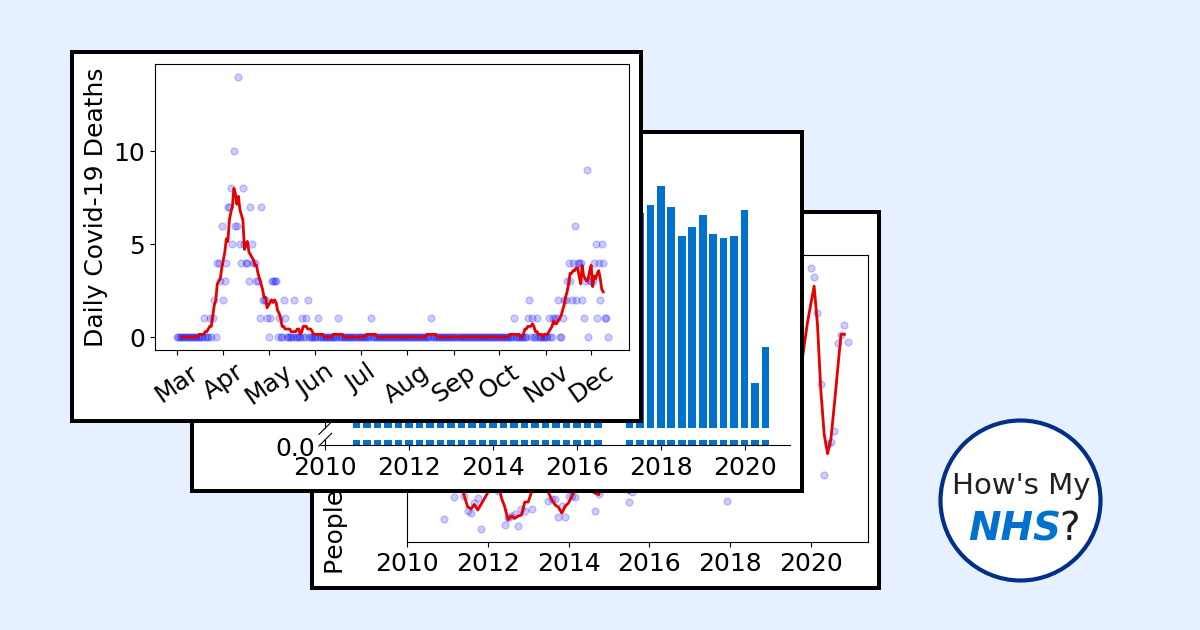 Daily Covid-19 Deaths
10
5
0
Mar Apr May Jun Jul Aug Sep Oct Nov Dec
0.0
2010 2012 2014 2016 2018 2020
People
2010 2012 2014 2016 2018 2020
How's My
NHS?